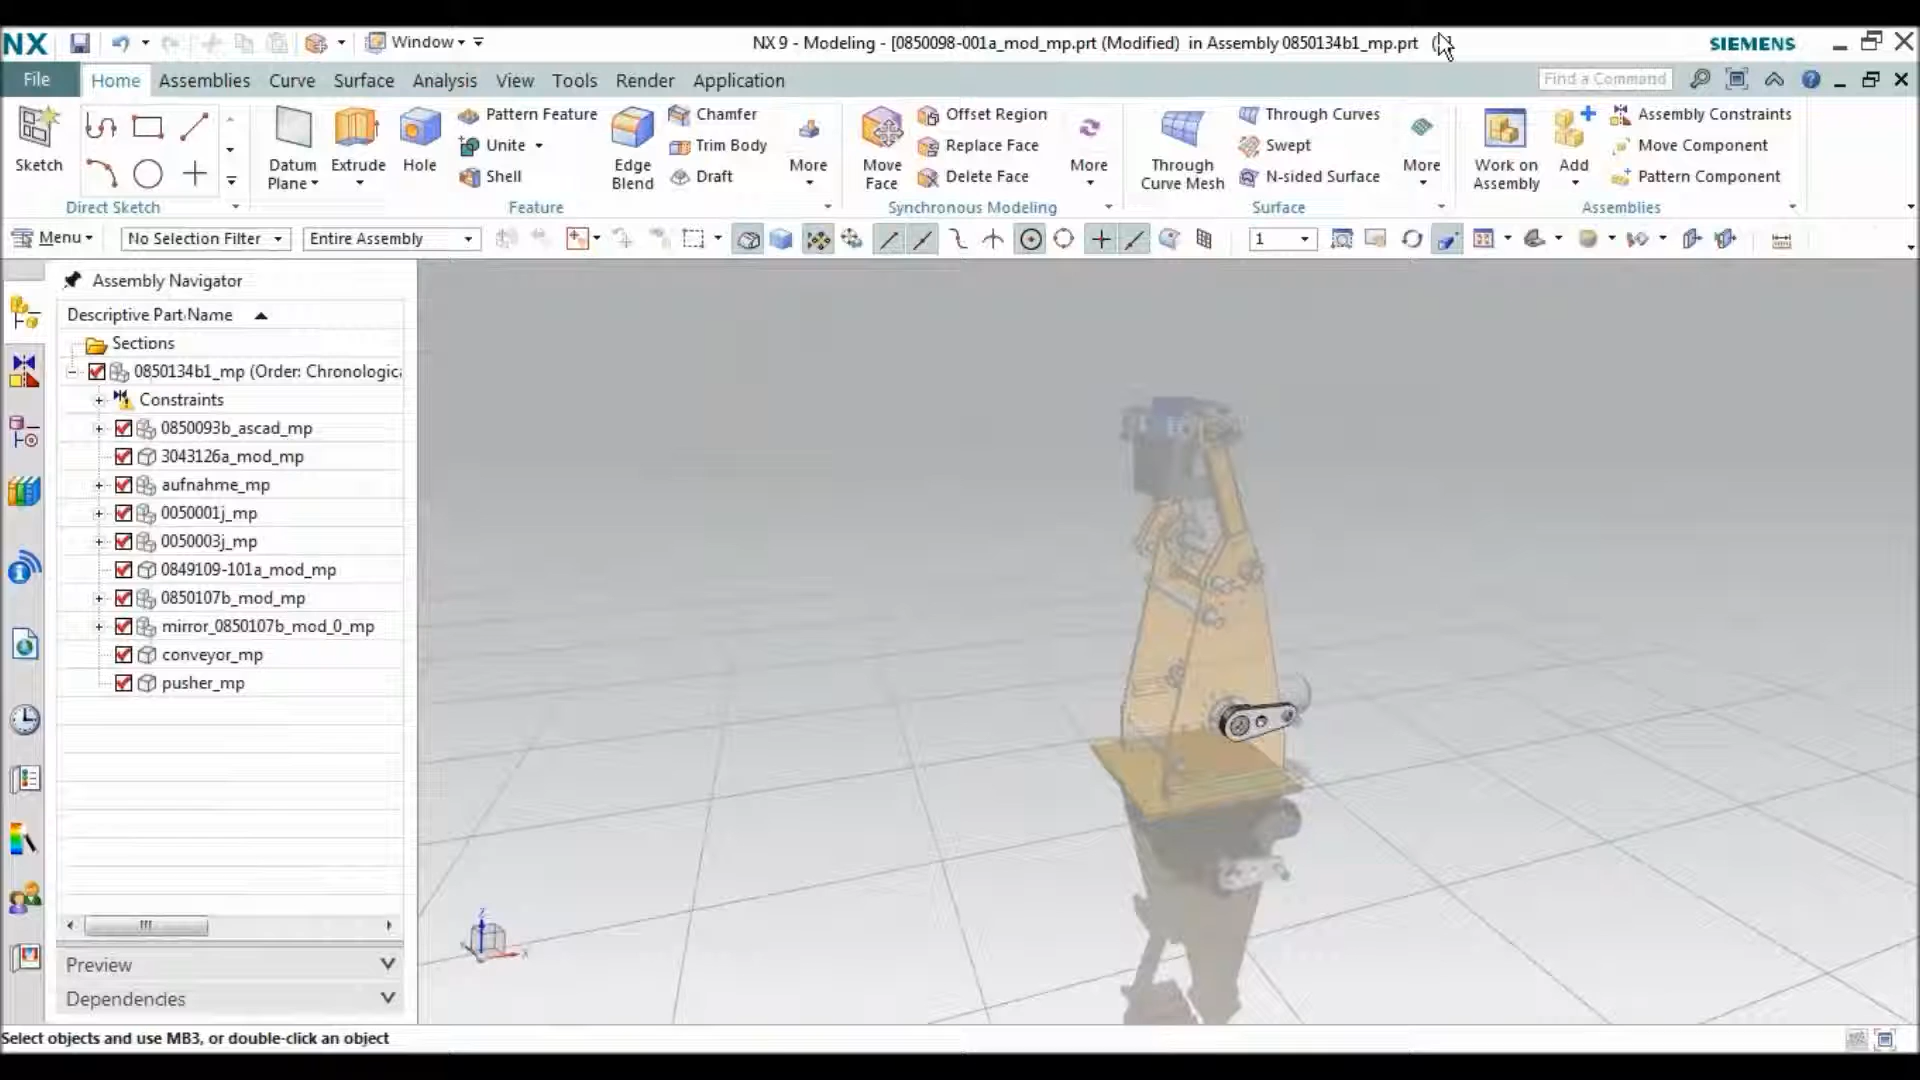 NX Window NX 9 - Modeling - [0850098-001a_mod_mp.prt (Modified) in Assembly 0850134b1_mp.prt SIEMENS
File Home Assemblies Curve Surface Analysis View Tools Render Application Find a Command
Sketch
Direct Sketch
Datum Plane
Extrude
Hole
Pattern Feature
Unite
Shell
Edge Blend
Chamfer
Trim Body
Draft
More
Feature
Move Face
Offset Region
Replace Face
Delete Face
More
Synchronous Modeling
Through Curve Mesh
Through Curves
Swept
N-sided Surface
More
Surface
Work on Assembly
Add
Assembly Constraints
Move Component
Pattern Component
Assemblies
Menu No Selection Filter Entire Assembly 1
Assembly Navigator
Descriptive Part Name
Sections
0850134b1_mp (Order: Chronologic
Constraints
0850093b_ascad_mp
3043126a_mod_mp
aufnahme_mp
0050001j_mp
0050003j_mp
0849109-101a_mod_mp
0850107b_mod_mp
mirror_0850107b_mod_0_mp
conveyor_mp
pusher_mp
Z
X
Preview
Dependencies
Select objects and use MB3, or double-click an object